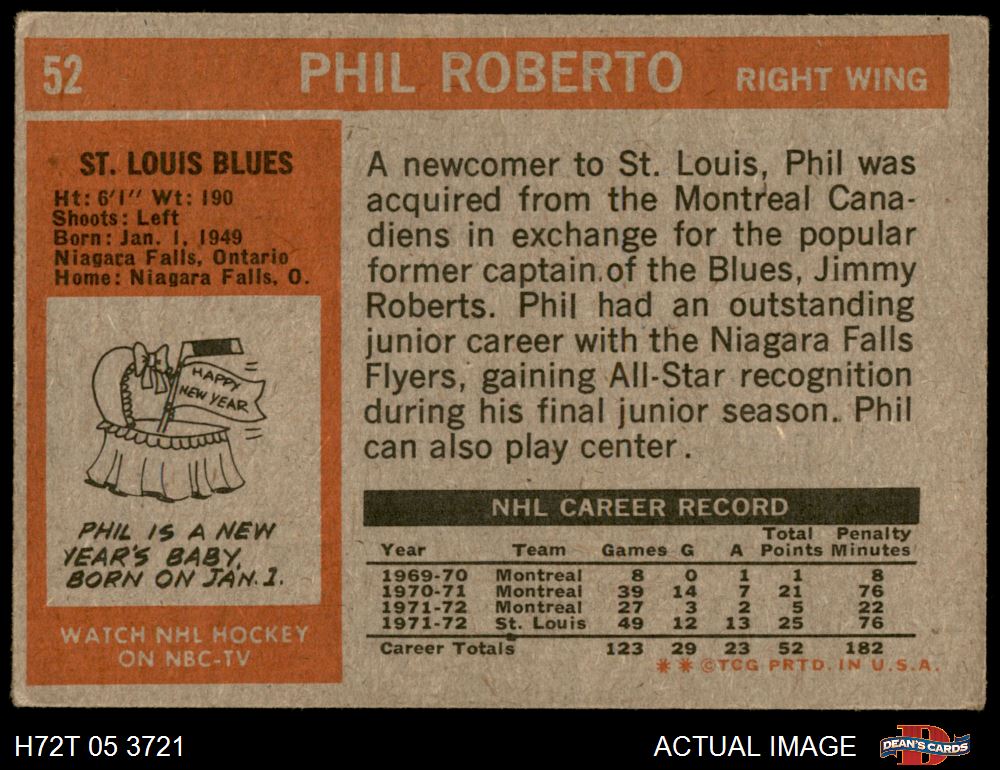 52 PHIL ROBERTO RIGHT WING
ST. LOUIS BLUES
Ht: 6'1" Wt: 190
Shoots: Left
Born: Jan. 1, 1949
Niagara Falls, Ontario
Home: Niagara Falls, O.
HAPPY
NEW YEAR
PHIL IS A NEW
YEAR'S BABY,
BORN ON JAN. 1.
WATCH NHL HOCKEY
ON NBC-TV
A newcomer to St. Louis, Phil was
acquired from the Montreal Cana-
diens in exchange for the popular
former captain of the Blues, Jimmy
Roberts. Phil had an outstanding
junior career with the Niagara Falls
Flyers, gaining All-Star recognition
during his final junior season. Phil
can also play center.
NHL CAREER RECORD
Total Penalty
Year Team Games G A Points Minutes
1969-70 Montreal 8 0 1 1 8
1970-71 Montreal 39 14 7 21 76
1971-72 Montreal 27 3 2 5 22
1971-72 St. Louis 49 12 13 25 76
Career Totals 123 29 23 52 182
* * ©TCG PRTD. IN U.S.A.
H72T 05 3721 ACTUAL IMAGE DEAN'S CARDS